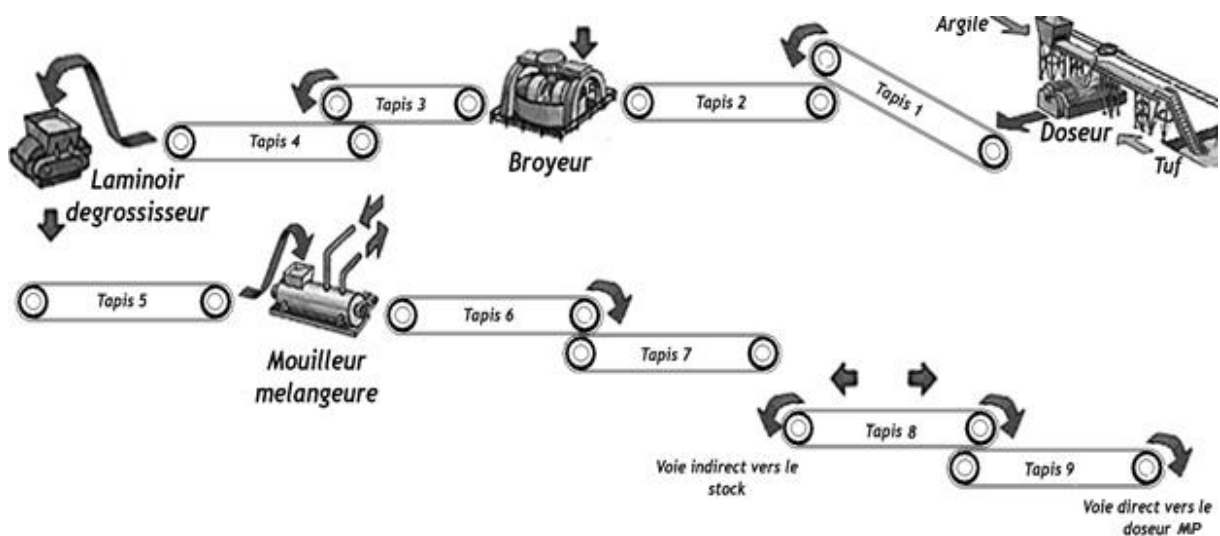 Argile
Tapis 3
Tapis 2
Tapis 1
Tapis 4
Doseur
Broyeur
Tuf
Laminoir
degrossisseur
Tapis 5
Tapis 6
Tapis 7
Mouilleur
melangeure
Tapis 8
Voie indirect vers le
stock
Tapis 9
Voie direct vers le
doseur MP